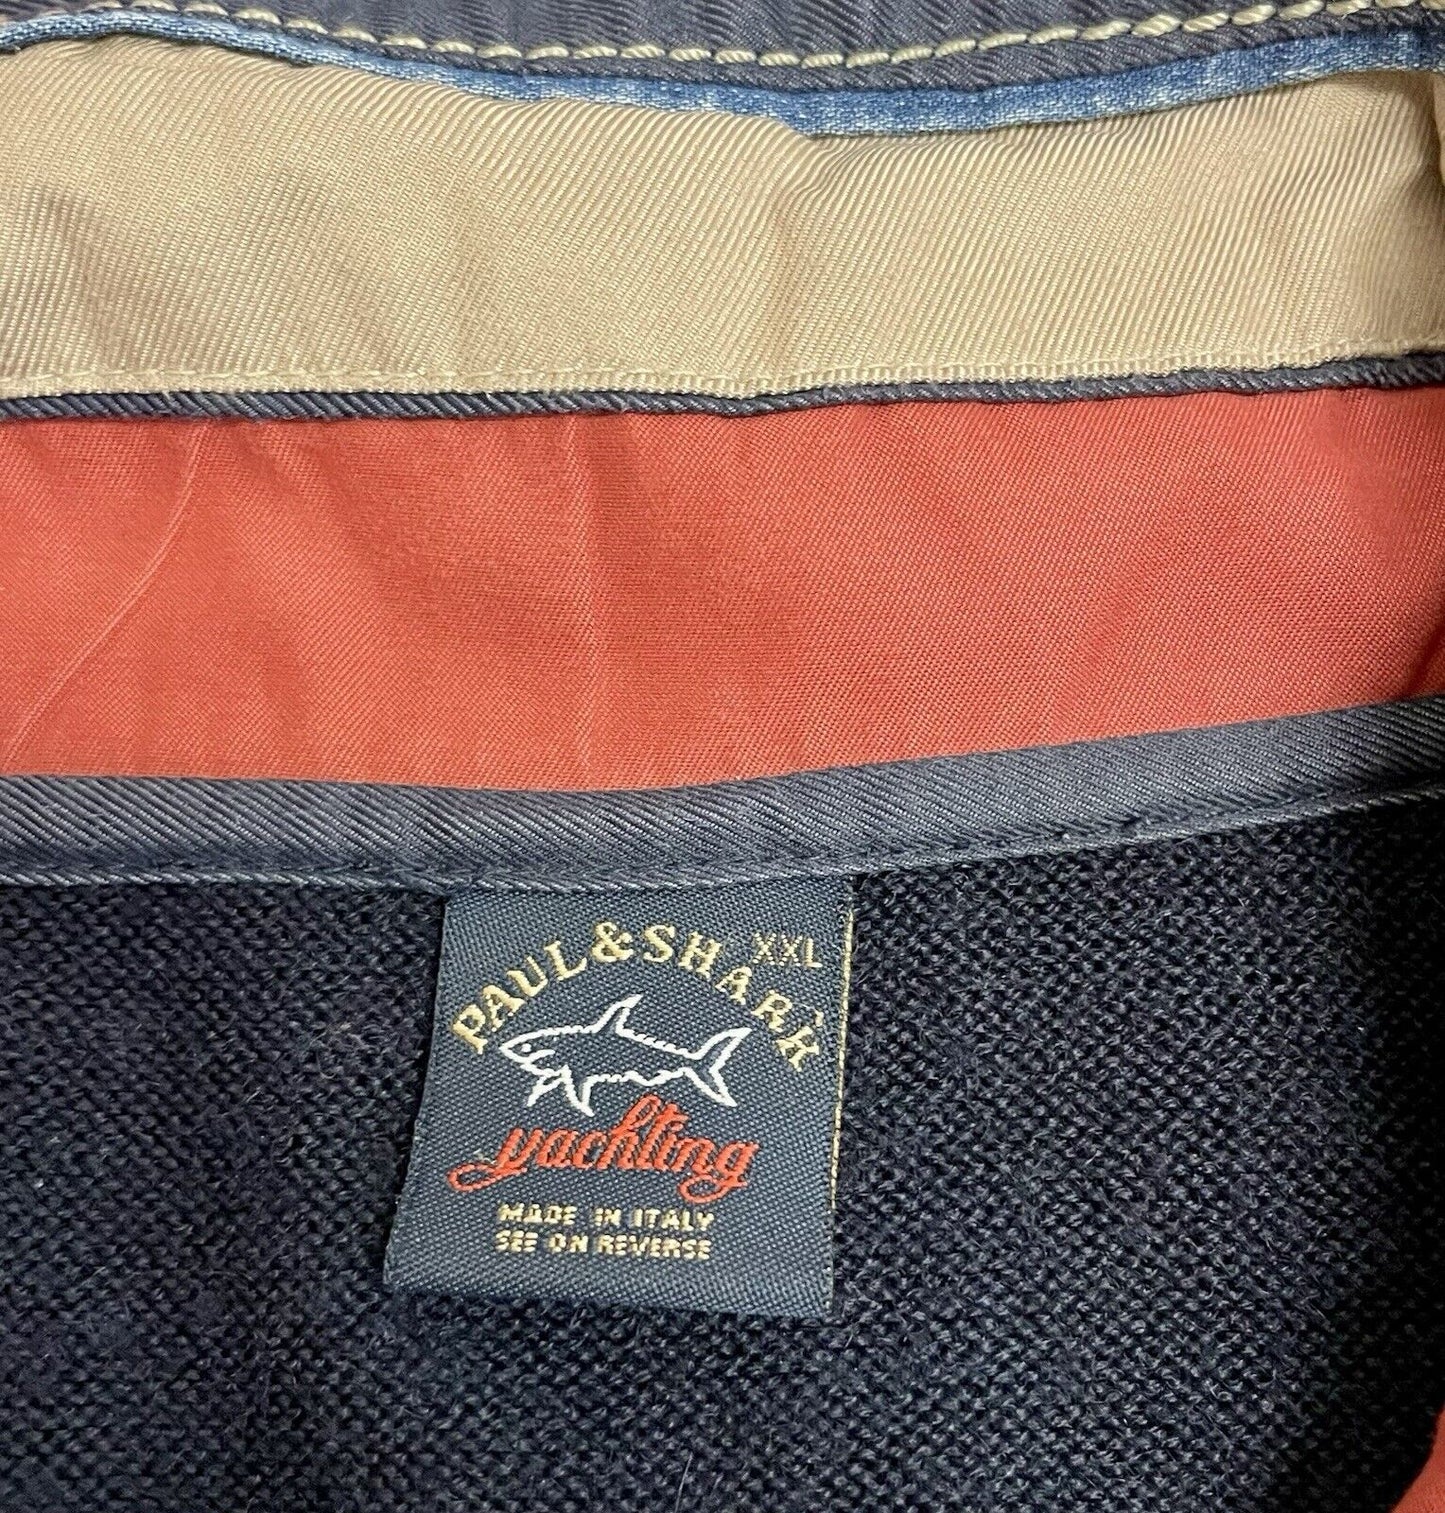 PAUL & SHARK
XXL
yachting
MADE IN ITALY
SEE ON REVERSE